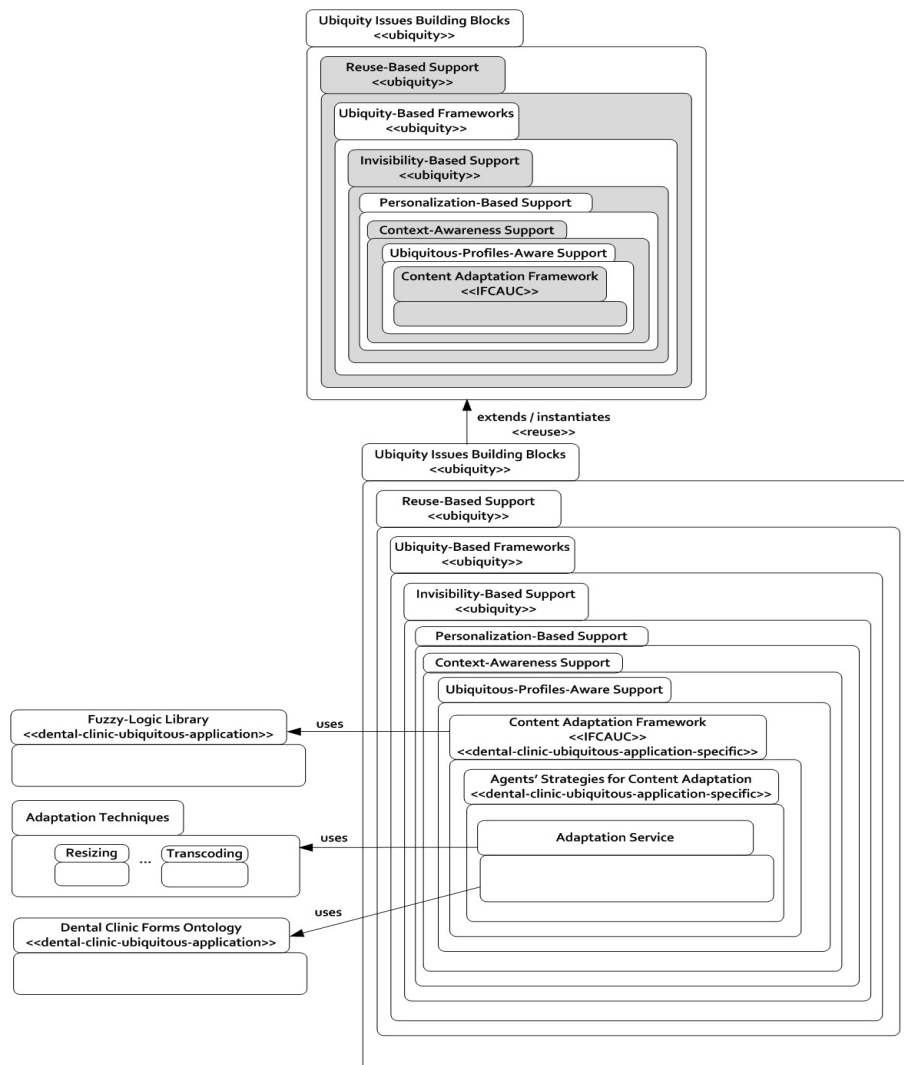 Ubiquity Issues Building Blocks
<<ubiquity>>
Reuse-Based Support
<<ubiquity>>
Ubiquity-Based Frameworks
<<ubiquity>>
Invisibility-Based Support
<<ubiquity>>
Personalization-Based Support
Context-Awareness Support
Ubiquitous-Profiles-Aware Support
Content Adaptation Framework
<<IFCAUC>>
extends / instantiates
<<reuse>>
Ubiquity Issues Building Blocks
<<ubiquity>>
Reuse-Based Support
<<ubiquity>>
Ubiquity-Based Frameworks
<<ubiquity>>
Invisibility-Based Support
<<ubiquity>>
Personalization-Based Support
Context-Awareness Support
Ubiquitous-Profiles-Aware Support
Content Adaptation Framework
<<IFCAUC>>
<<dental-clinic-ubiquitous-application-specific>>
Agents' Strategies for Content Adaptation
<<dental-clinic-ubiquitous-application-specific>>
Adaptation Service
uses
Fuzzy-Logic Library
<<dental-clinic-ubiquitous-application>>
uses
Adaptation Techniques
Resizing ... Transcoding
uses
Dental Clinic Forms Ontology
<<dental-clinic-ubiquitous-application>>